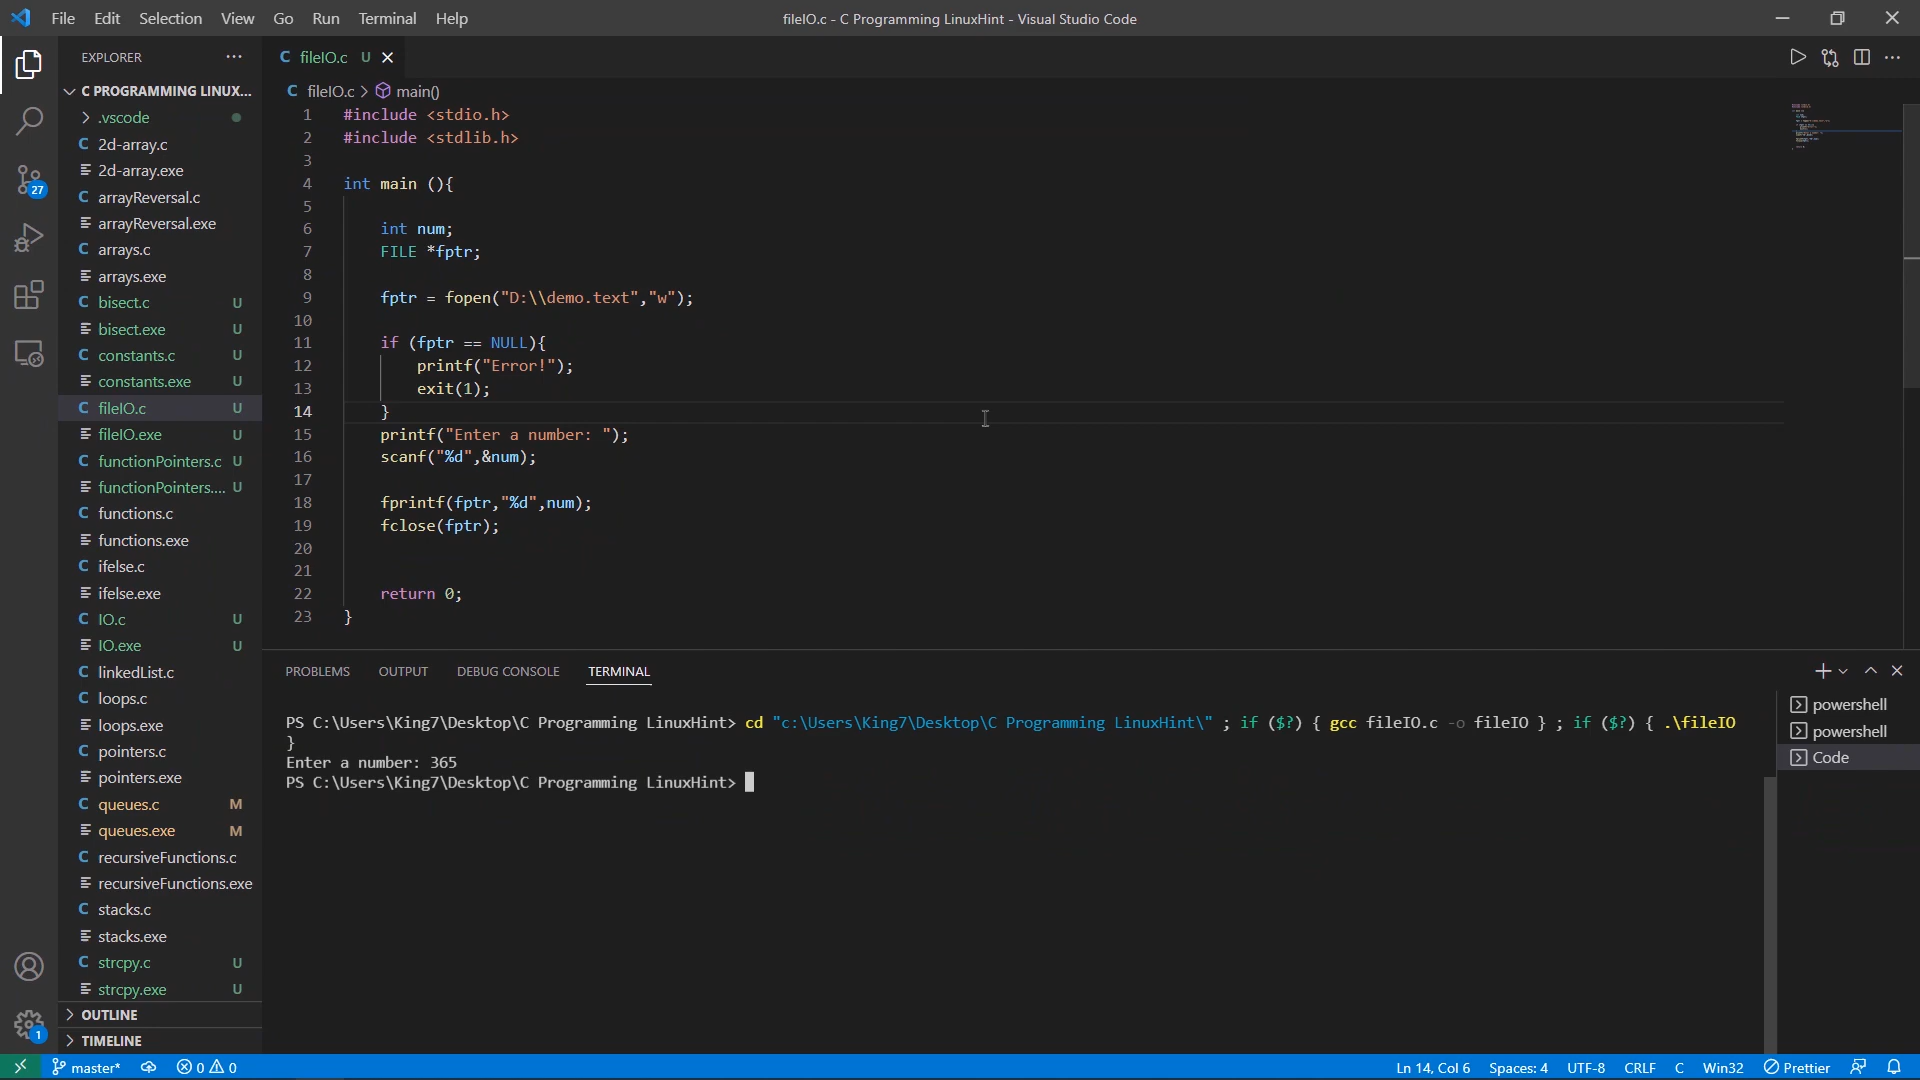 File Edit Selection View Go Run Terminal Help fileIO.c - C Programming LinuxHint - Visual Studio Code
EXPLORER
C PROGRAMMING LINUX...
.vscode
2d-array.c
2d-array.exe
arrayReversal.c
arrayReversal.exe
arrays.c
arrays.exe
bisect.c U
bisect.exe U
constants.c U
constants.exe U
fileIO.c U
fileIO.exe U
functionPointers.c U
functionPointers.... U
functions.c
functions.exe
ifelse.c
ifelse.exe
IO.c U
IO.exe U
linkedList.c
loops.c
loops.exe
pointers.c
pointers.exe
queues.c M
queues.exe M
recursiveFunctions.c
recursiveFunctions.exe
stacks.c
stacks.exe
strcpy.c U
strcpy.exe U
OUTLINE
TIMELINE
27
1
C fileIO.c U
C fileIO.c > main()
1 #include <stdio.h>
2 #include <stdlib.h>
3
4 int main (){
5
6 int num;
7 FILE *fptr;
8
9 fptr = fopen("D:\\demo.text","w");
10
11 if (fptr == NULL){
12 printf("Error!");
13 exit(1);
14 }
15 printf("Enter a number: ");
16 scanf("%d",&num);
17
18 fprintf(fptr,"%d",num);
19 fclose(fptr);
20
21
22 return 0;
23 }
PROBLEMS OUTPUT DEBUG CONSOLE TERMINAL
PS C:\Users\King7\Desktop\C Programming LinuxHint> cd "c:\Users\King7\Desktop\C Programming LinuxHint\" ; if ($?) { gcc fileIO.c -o fileIO } ; if ($?) { .\fileIO
}
Enter a number: 365
PS C:\Users\King7\Desktop\C Programming LinuxHint>
powershell
powershell
Code
master* 0 0 Ln 14, Col 6 Spaces: 4 UTF-8 CRLF C Win32 Prettier